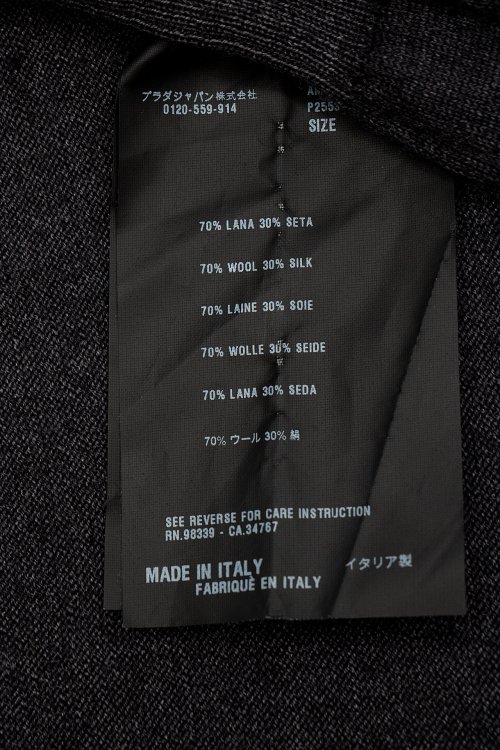 プラダジャパン株式会社
0120-559-914
SIZE
70% LANA 30% SETA
70% WOOL 30% SILK
70% LAINE 30% SOIE
70% WOLLE 30% SEIDE
70% LANA 30% SEDA
70% ウール 30% 絹
SEE REVERSE FOR CARE INSTRUCTION
RN.98339 - CA.34767
MADE IN ITALY
イタリア製
FABRIQUÈ EN ITALY